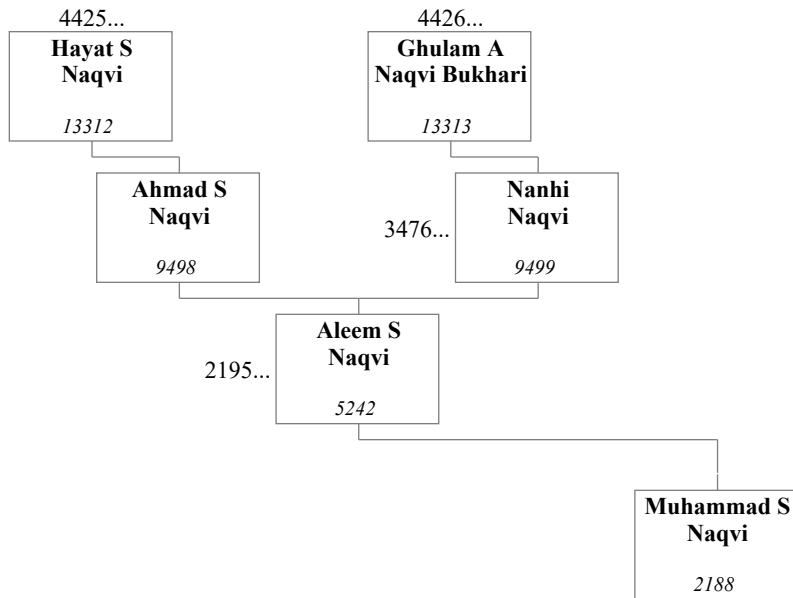 4425...
Hayat S
Naqvi
13312
4426...
Ghulam A
Naqvi Bukhari
13313
Ahmad S
Naqvi
9498
3476...
Nanhi
Naqvi
9499
2195...
Aleem S
Naqvi
5242
Muhammad S
Naqvi
2188